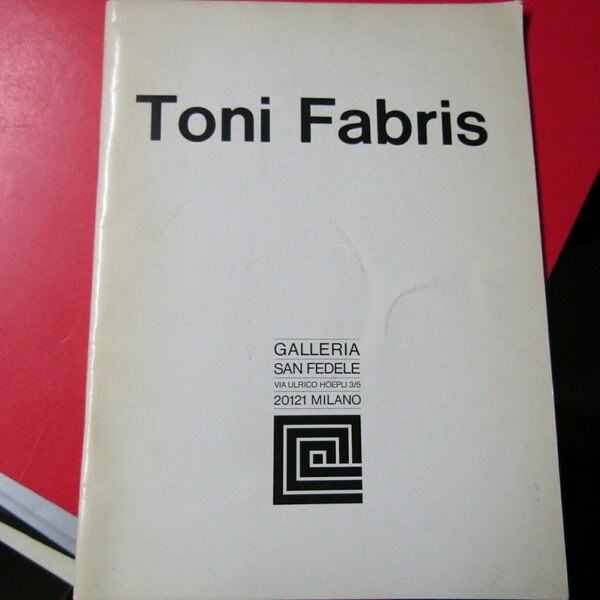 Toni Fabris
GALLERIA
SAN FEDELE
VIA ULRICO HOEPLI 3/5
20121 MILANO